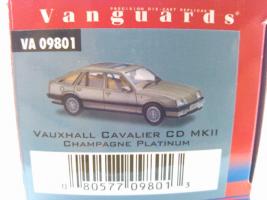 Vanguards
PRECISION DIE-CAST REPLICAS
VA 09801
VAUXHALL CAVALIER CD MKII
CHAMPAGNE PLATINUM
0 80577 09801 3